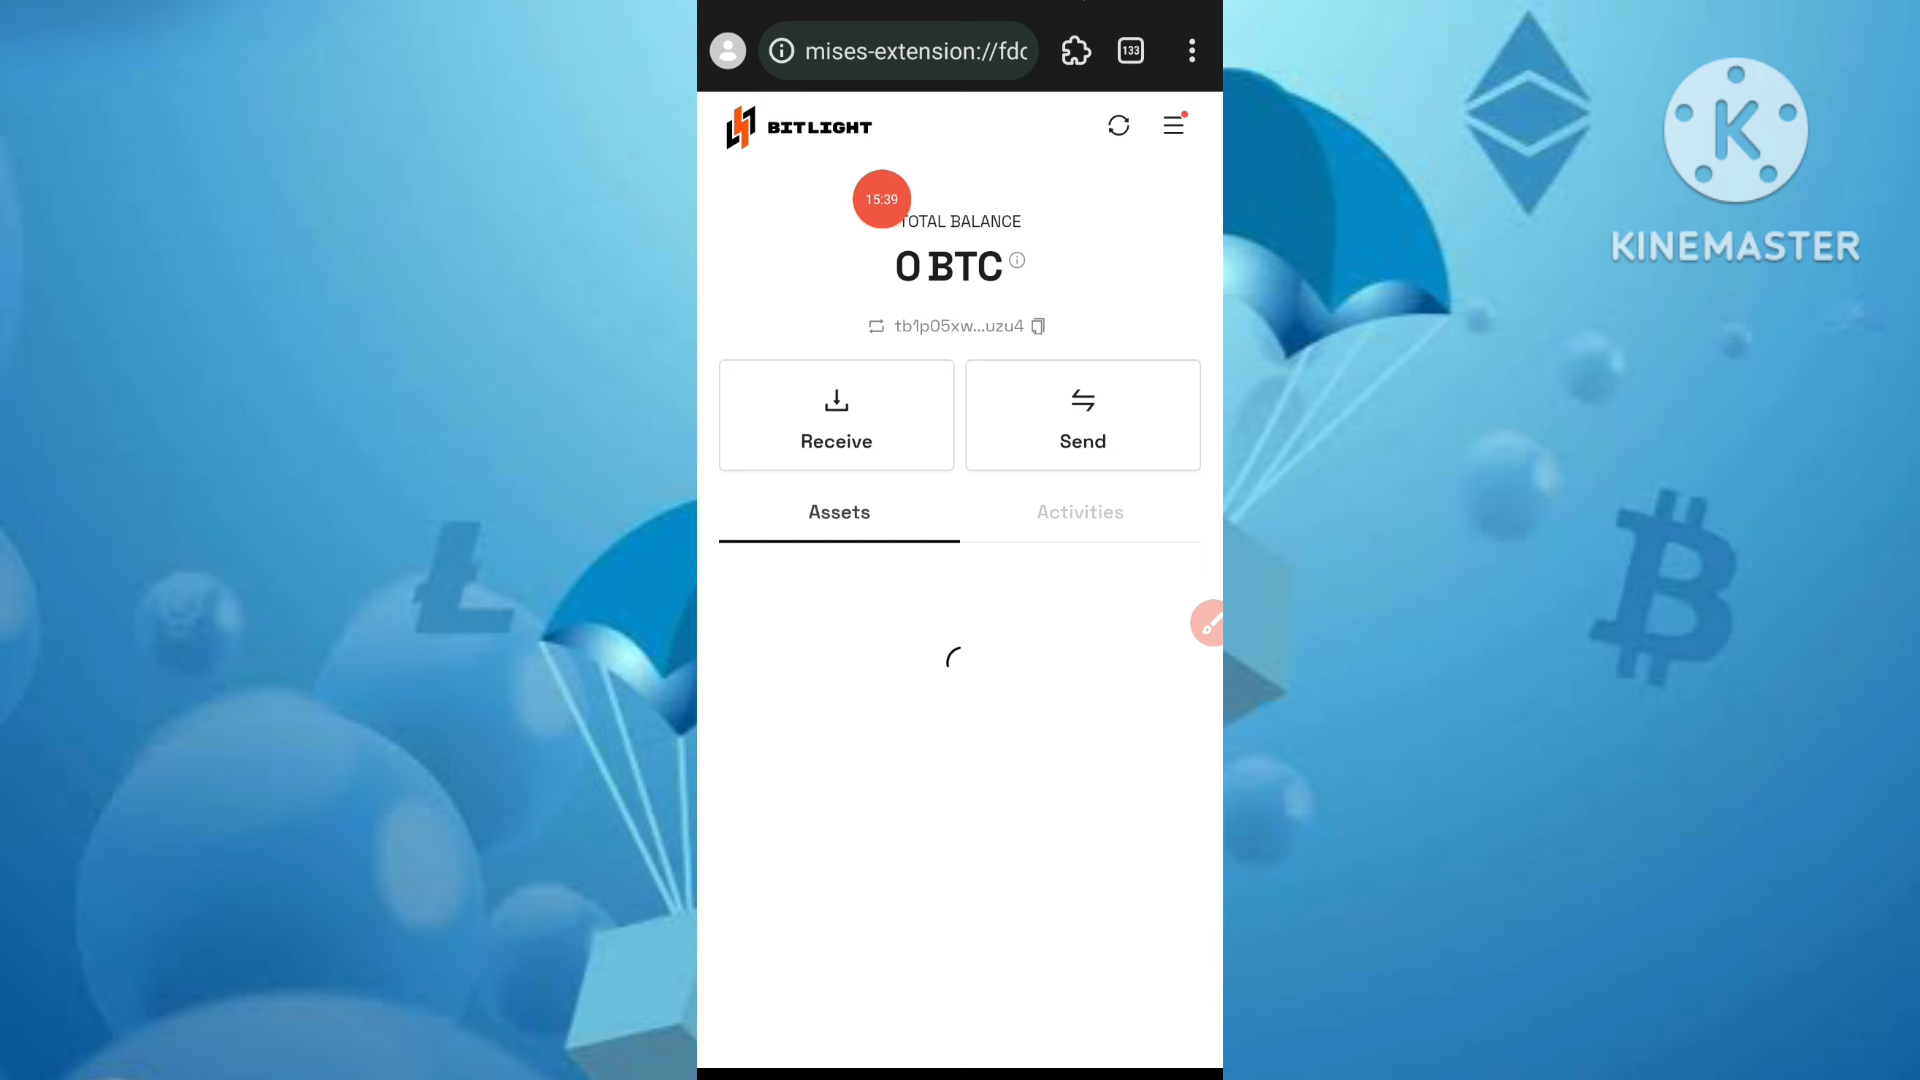 mises-extension://fdc
133
BITLIGHT
15:39
TOTAL BALANCE
0 BTC
tb1p05xw...uzu4
Receive
Send
Assets
Activities
K
KINEMASTER